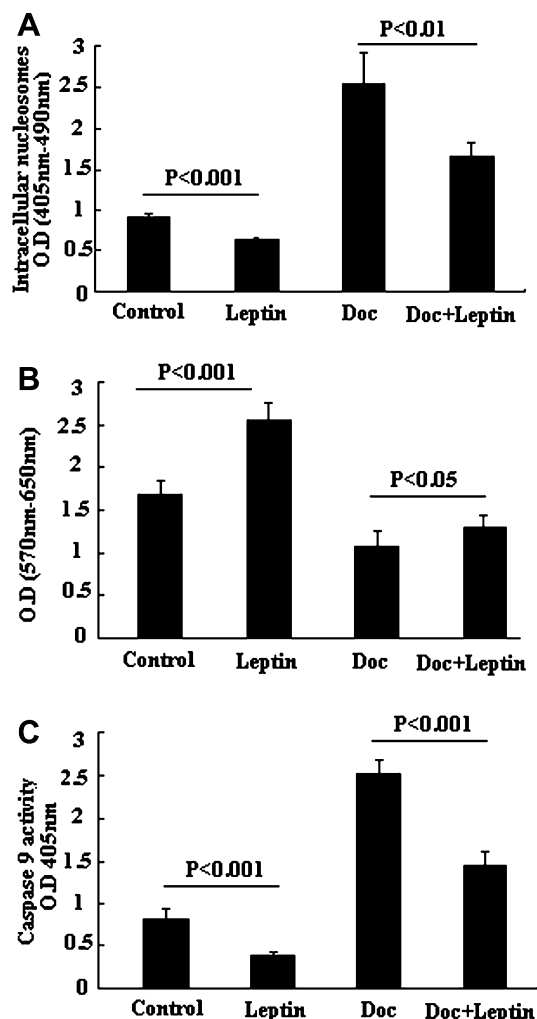 A
P<0.01
3
2.5
2
1.5
1
0.5
0
P<0.001
Intracellular nucleosomes
O.D (405nm-490nm)
Control Leptin Doc Doc+Leptin
B
P<0.001
3
2.5
2
1.5
1
0.5
0
P<0.05
O.D (570nm-650nm)
Control Leptin Doc Doc+Leptin
C
P<0.001
3
2.5
2
1.5
1
0.5
0
P<0.001
Caspase 9 activity
O.D 405nm
Control Leptin Doc Doc+Leptin